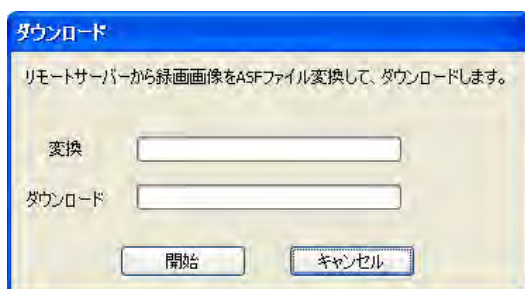 ダウンロード
リモートサーバーから録画画像をASFファイル変換して、ダウンロードします。
変換
ダウンロード
開始 キャンセル